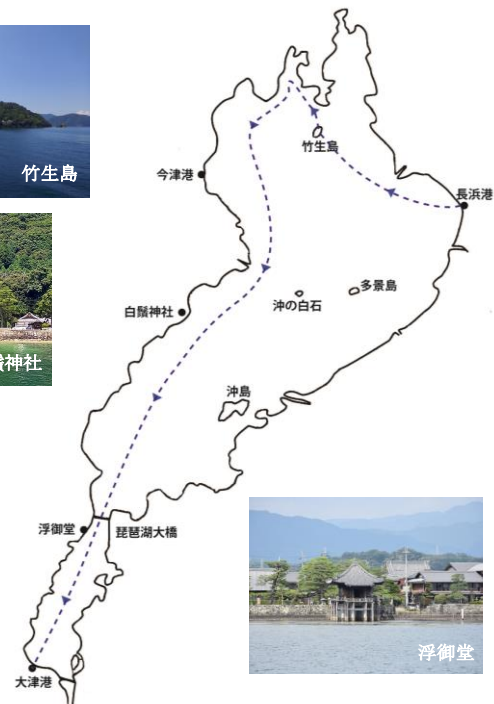 竹生島
竹生島
今津港
長浜港
多景島
沖の白石
白鬚神社
神社
沖島
浮御堂
琵琶湖大橋
浮御堂
大津港